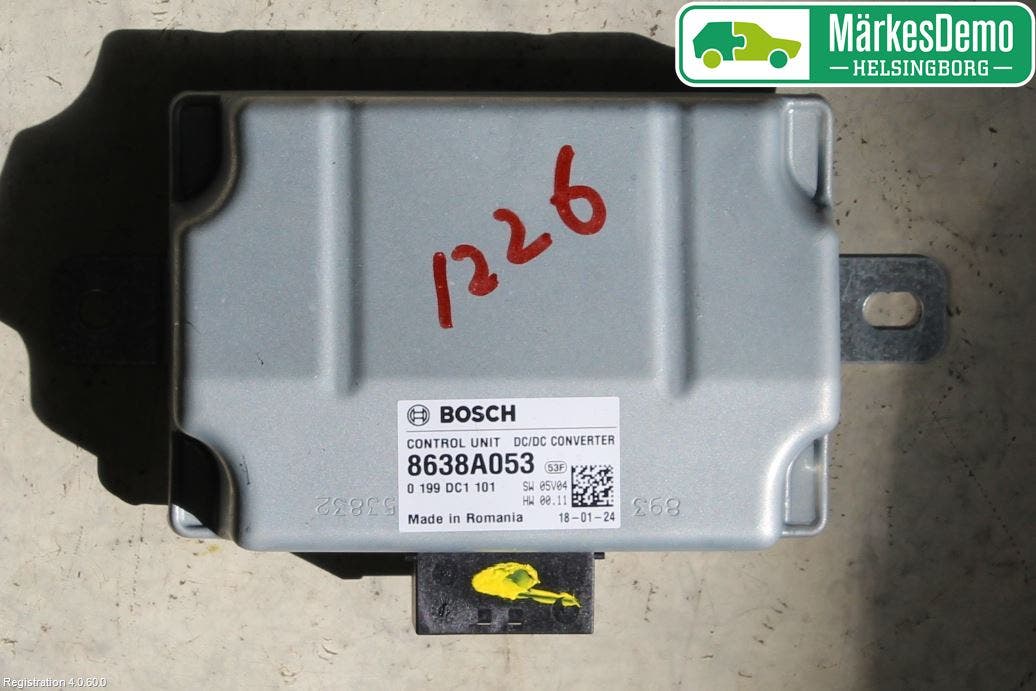 MärkesDemo
HELSINGBORG
1226
BOSCH
CONTROL UNIT DC/DC CONVERTER
8638A053 53F
0 199 DC1 101 SW 05V04
HW 00.11
Made in Romania 18-01-24
53832
893
Registration 4.0.60.0